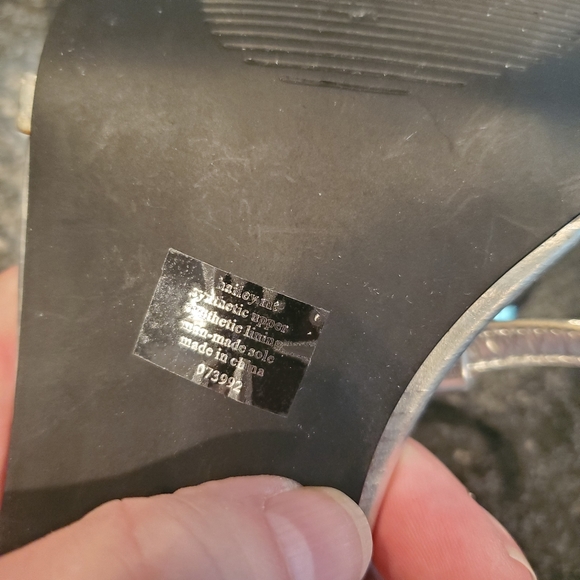 synthetic upper
synthetic lining
man-made sole
made in china
073992